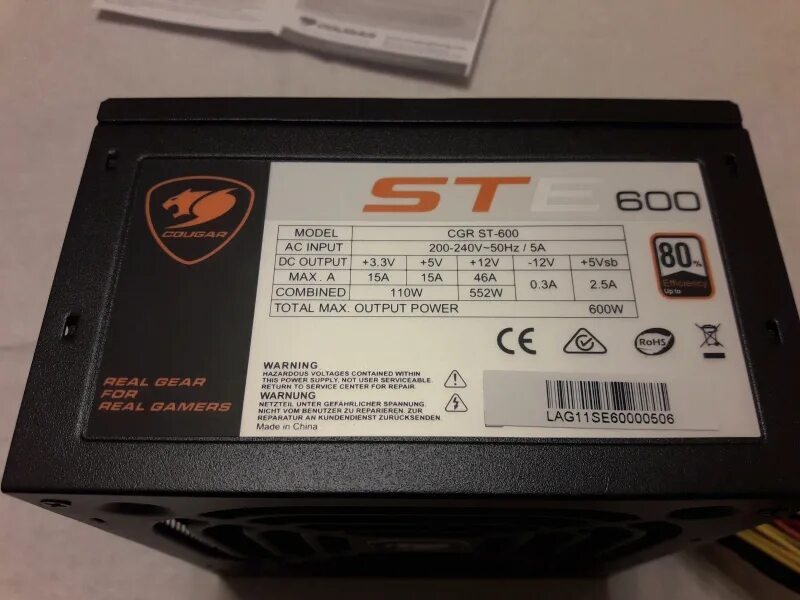 COUGAR
COUGAR
STE 600
MODEL CGR ST-600
AC INPUT 200-240V~50Hz / 5A
DC OUTPUT +3.3V +5V +12V -12V +5Vsb
MAX. A 15A 15A 46A 0.3A 2.5A
COMBINED 110W 552W
TOTAL MAX. OUTPUT POWER 600W
80%
Efficiency
Up to
RoHS
WARNING
HAZARDOUS VOLTAGES CONTAINED WITHIN
THIS POWER SUPPLY, NOT USER SERVICEABLE.
RETURN TO SERVICE CENTER FOR REPAIR.
WARNUNG
NETZTEIL UNTER GEFÄHRLICHER SPANNUNG.
NICHT VOM BENUTZER ZU REPARIEREN. ZUR
REPARATUR AN KUNDENDIENST ZURÜCKSENDEN.
Made in China
REAL GEAR
FOR
REAL GAMERS
LAG11SE60000506